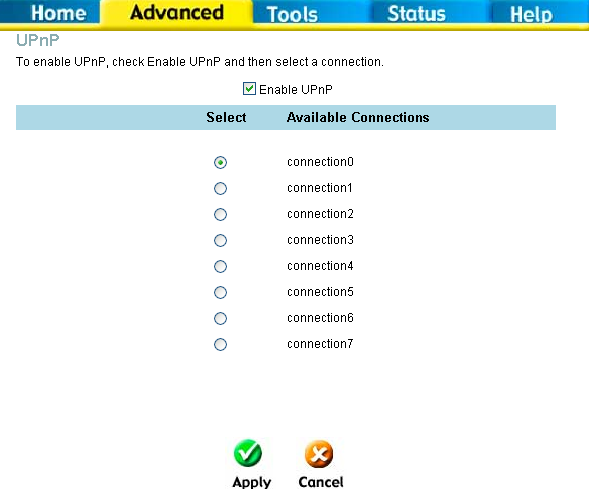 Home Advanced Tools Status Help
UPnP
To enable UPnP, check Enable UPnP and then select a connection.
Enable UPnP
Select Available Connections
connection0
connection1
connection2
connection3
connection4
connection5
connection6
connection7
Apply Cancel